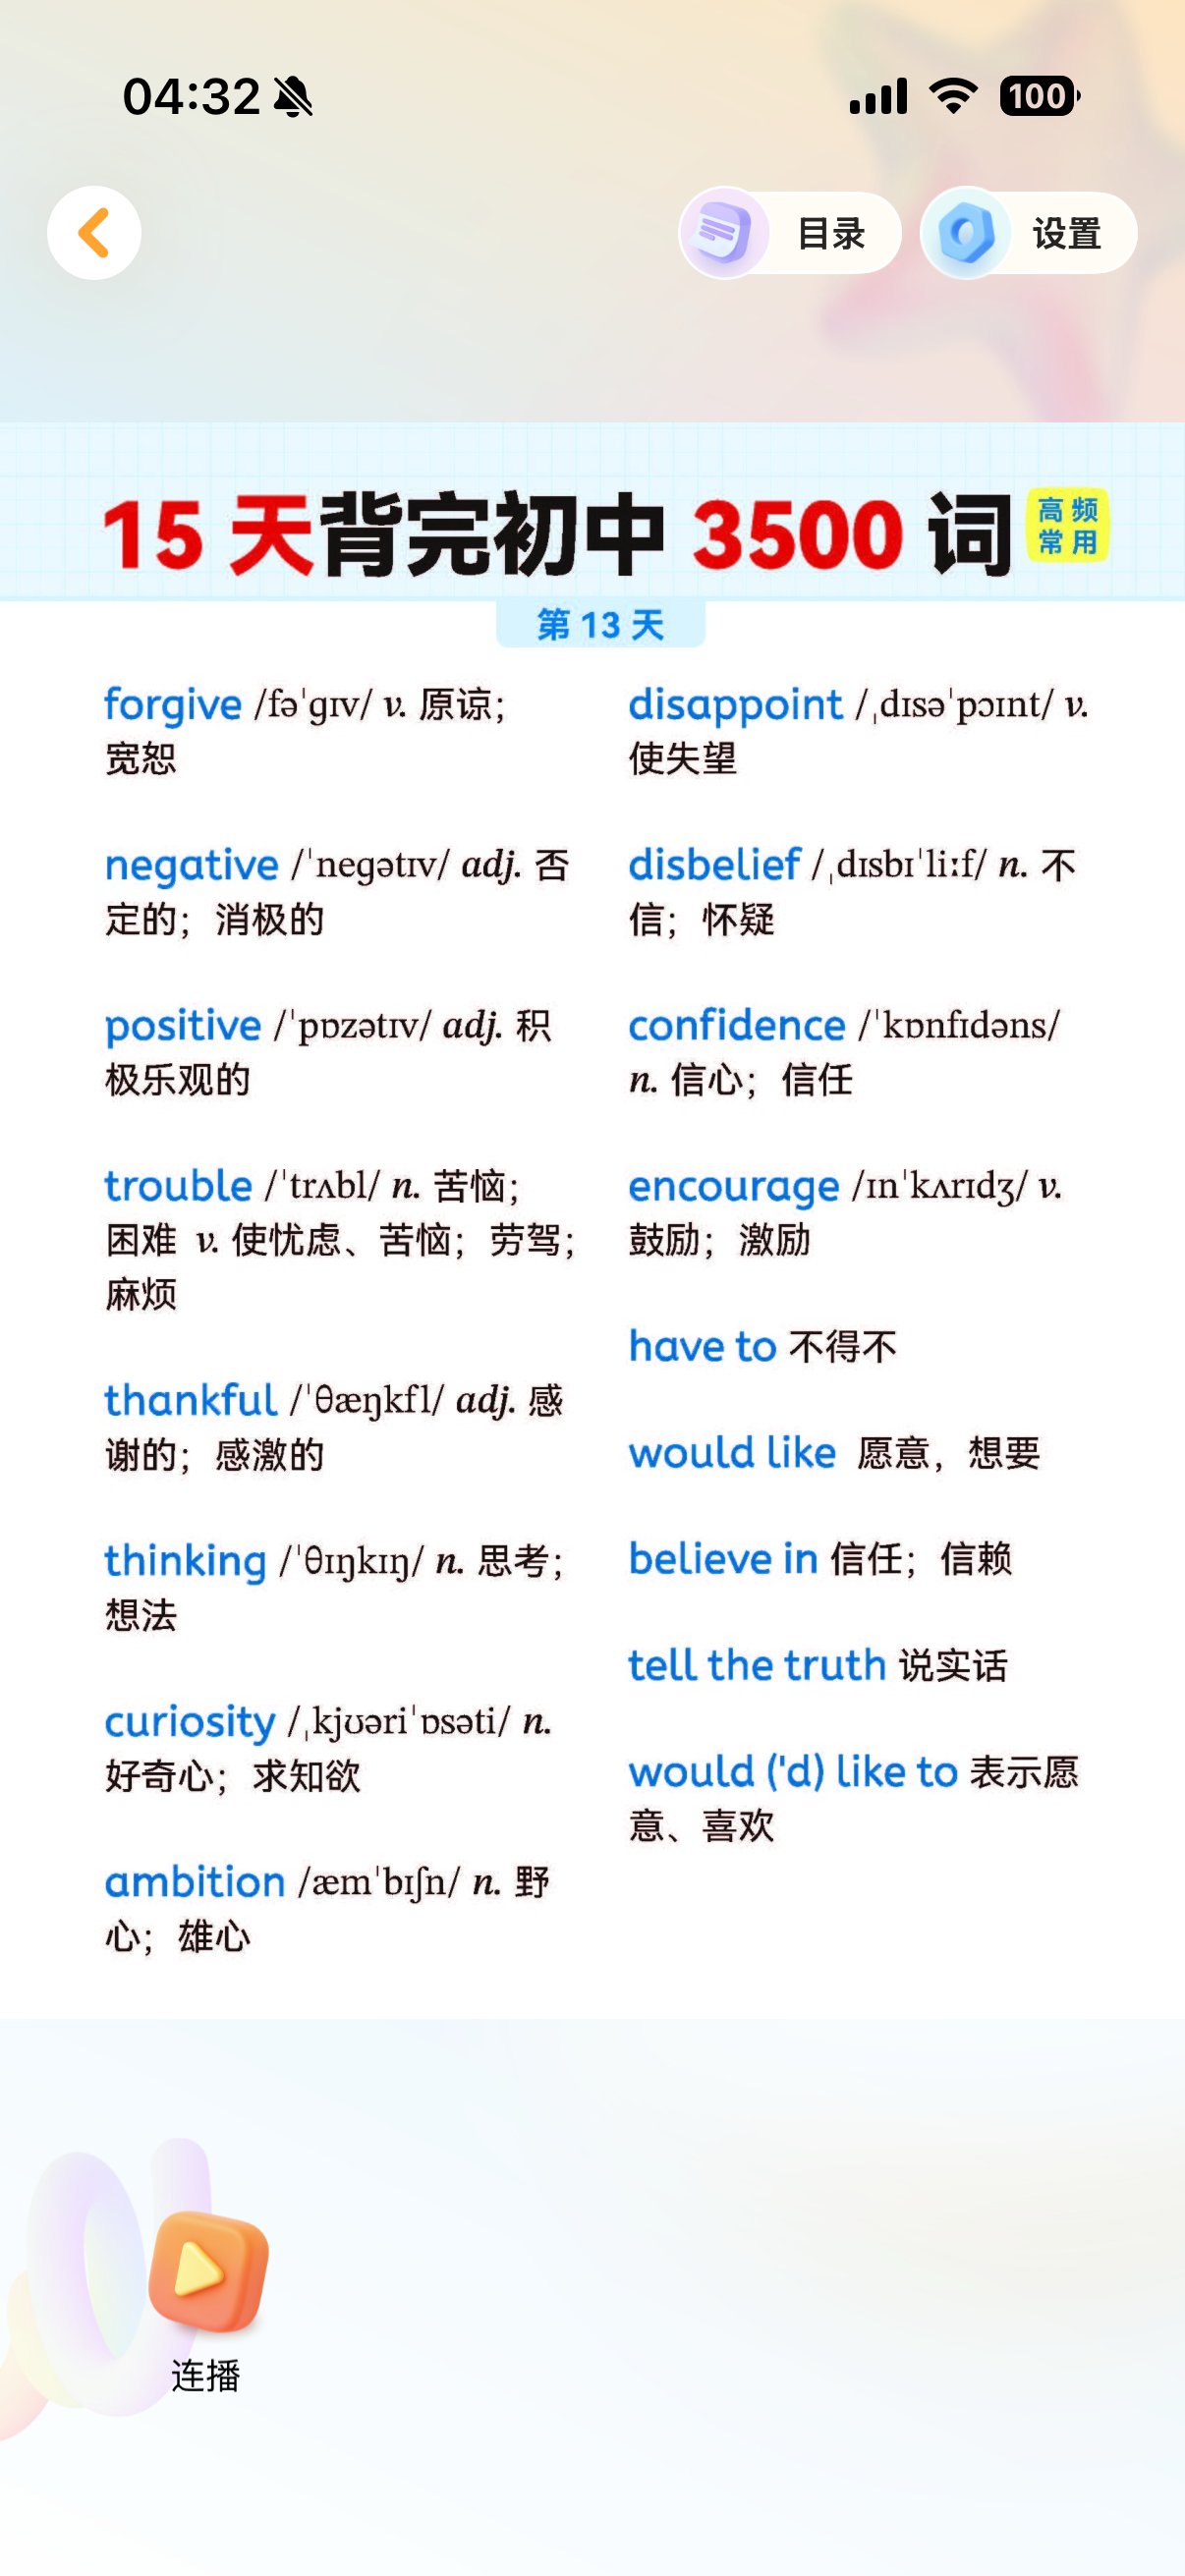 04:32
100
目录
设置
15 天背完初中 3500 词
高频
常用
第 13 天
forgive /fəˈɡɪv/ v. 原谅；
宽恕
negative /ˈneɡətɪv/ adj. 否
定的；消极的
positive /ˈpɒzətɪv/ adj. 积
极乐观的
trouble /ˈtrʌbl/ n. 苦恼；
困难 v. 使忧虑、苦恼；劳驾；
麻烦
thankful /ˈθæŋkfl/ adj. 感
谢的；感激的
thinking /ˈθɪŋkɪŋ/ n. 思考；
想法
curiosity /ˌkjʊəriˈɒsəti/ n.
好奇心；求知欲
ambition /æmˈbɪʃn/ n. 野
心；雄心
disappoint /ˌdɪsəˈpɔɪnt/ v.
使失望
disbelief /ˌdɪsbɪˈliːf/ n. 不
信；怀疑
confidence /ˈkɒnfɪdəns/
n. 信心；信任
encourage /ɪnˈkʌrɪdʒ/ v.
鼓励；激励
have to 不得不
would like 愿意，想要
believe in 信任；信赖
tell the truth 说实话
would ('d) like to 表示愿
意、喜欢
连播